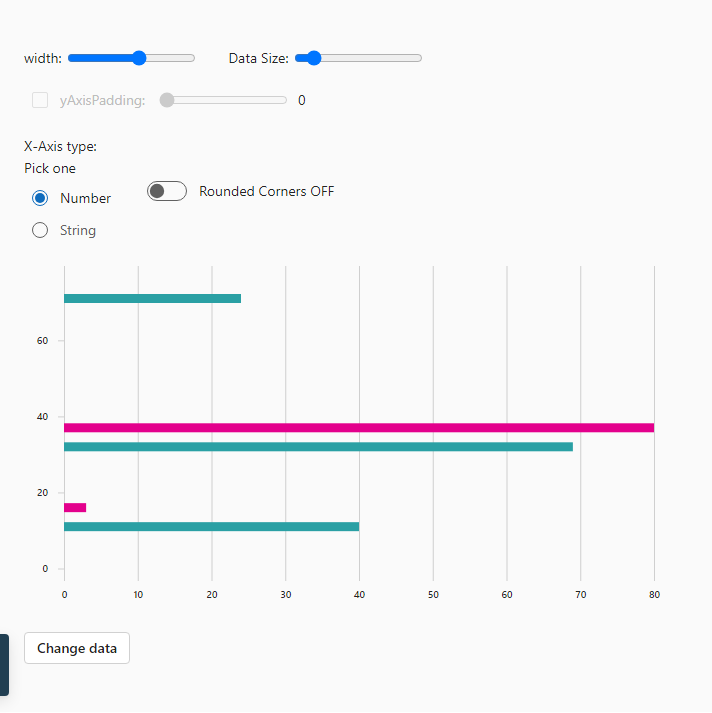 width: Data Size:
yAxisPadding: 0
X-Axis type:
Pick one
Number Rounded Corners OFF
String
60
40
20
0
0 10 20 30 40 50 60 70 80
Change data